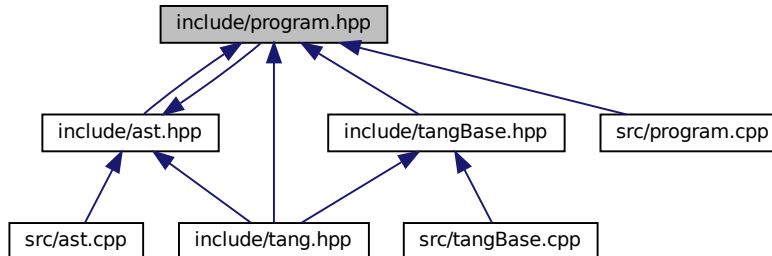 include/program.hpp
include/ast.hpp
include/tangBase.hpp
src/program.cpp
src/ast.cpp
include/tang.hpp
src/tangBase.cpp